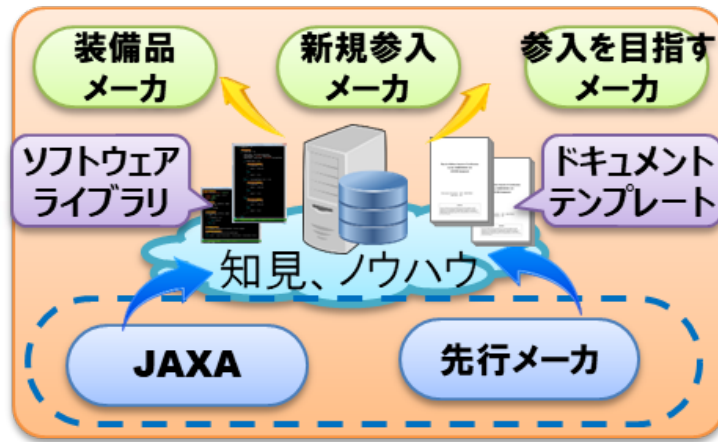 装備品
メーカ
新規参入
メーカ
参入を目指す
メーカ
ソフトウェア
ライブラリ
ドキュメント
テンプレート
知見、ノウハウ
JAXA
先行メーカ